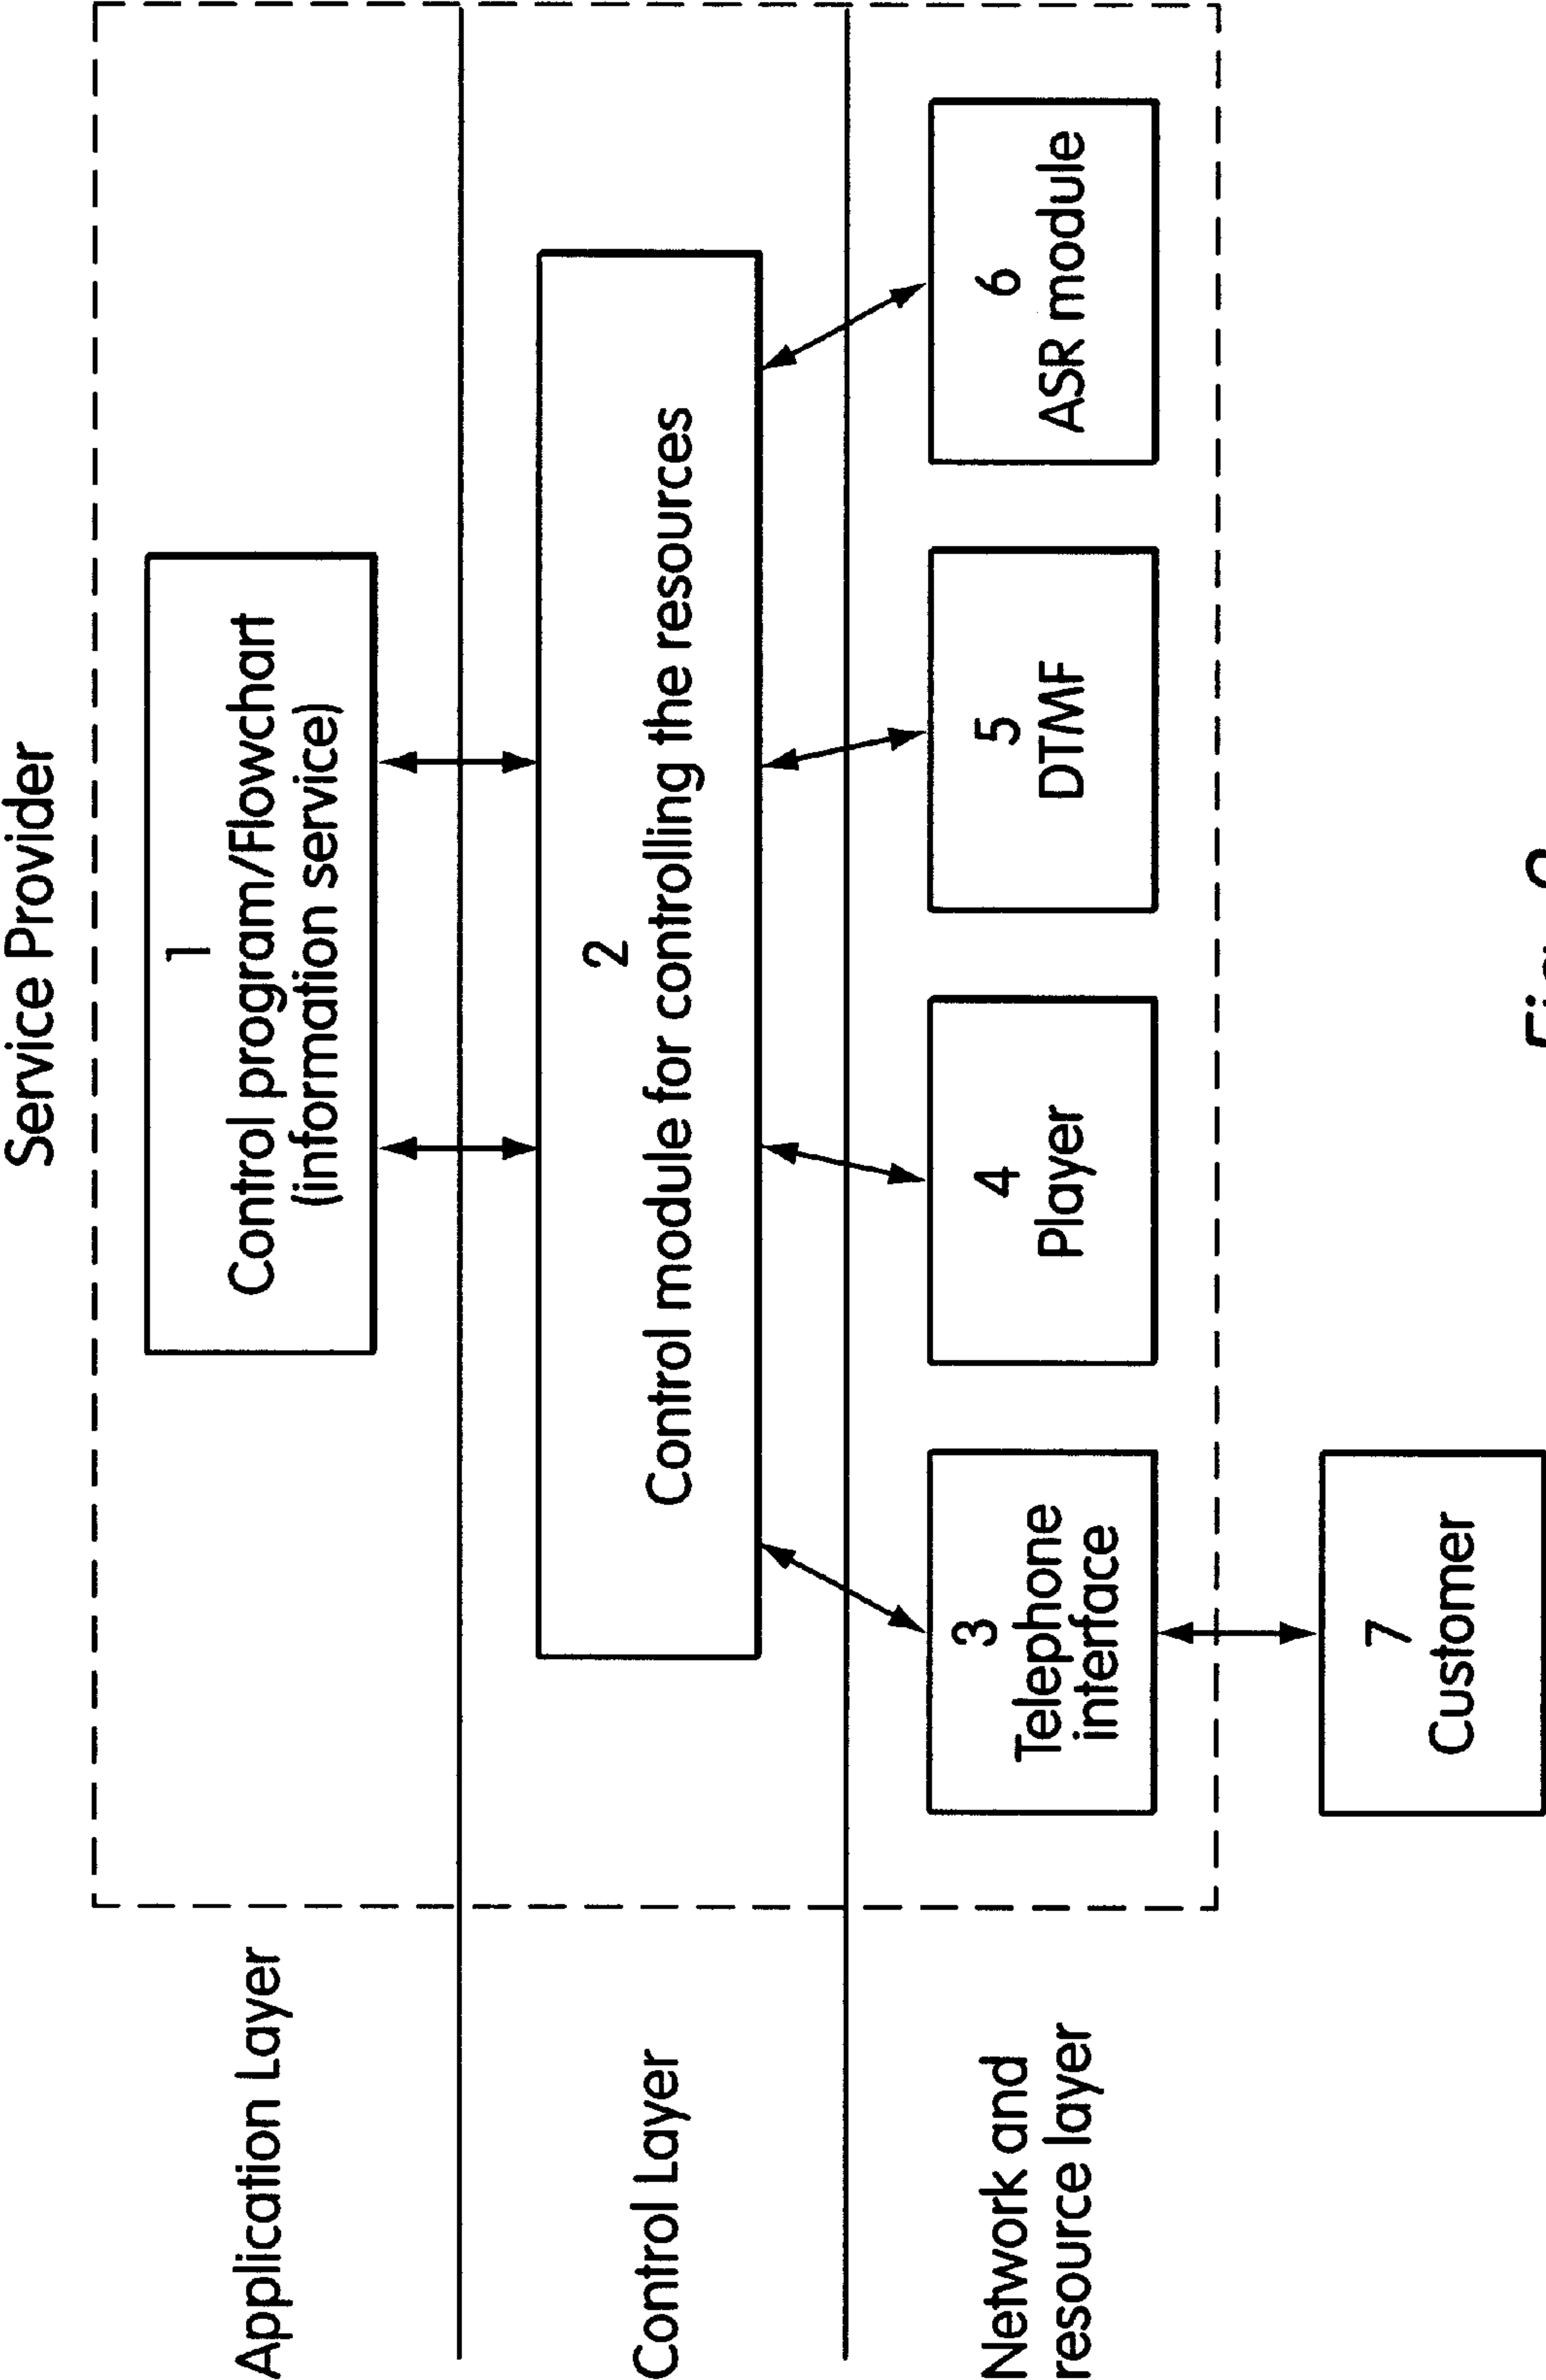 Service Provider
Application Layer
1
Control program/Flowchart
(information service)
Control Layer
2
Control module for controlling the resources
Network and
resource layer
3
Telephone
interface
4
Player
5
DTMF
6
ASR module
7
Customer